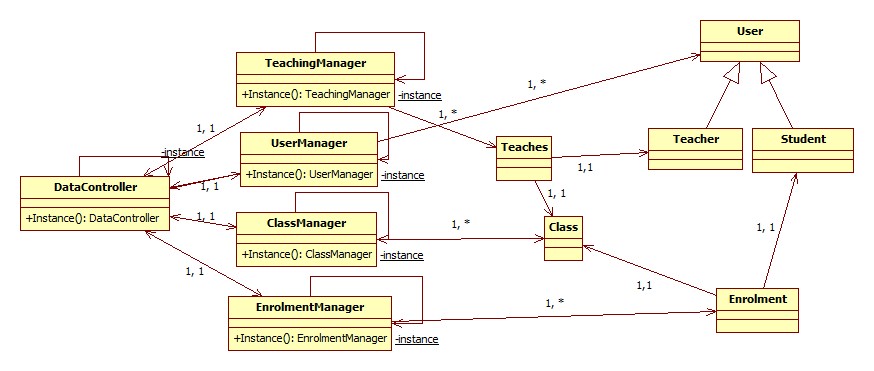 User
TeachingManager
+Instance(): TeachingManager
-instance
1, *
1, 1
1, *
UserManager
+Instance(): UserManager
-instance
Teaches
Teacher
Student
1,1
-instance
DataController
+Instance(): DataController
1, 1
1, 1
1, 1
ClassManager
+Instance(): ClassManager
-instance
1, *
Class
1, 1
1, 1
1,1
EnrolmentManager
+Instance(): EnrolmentManager
-instance
1, *
Enrolment